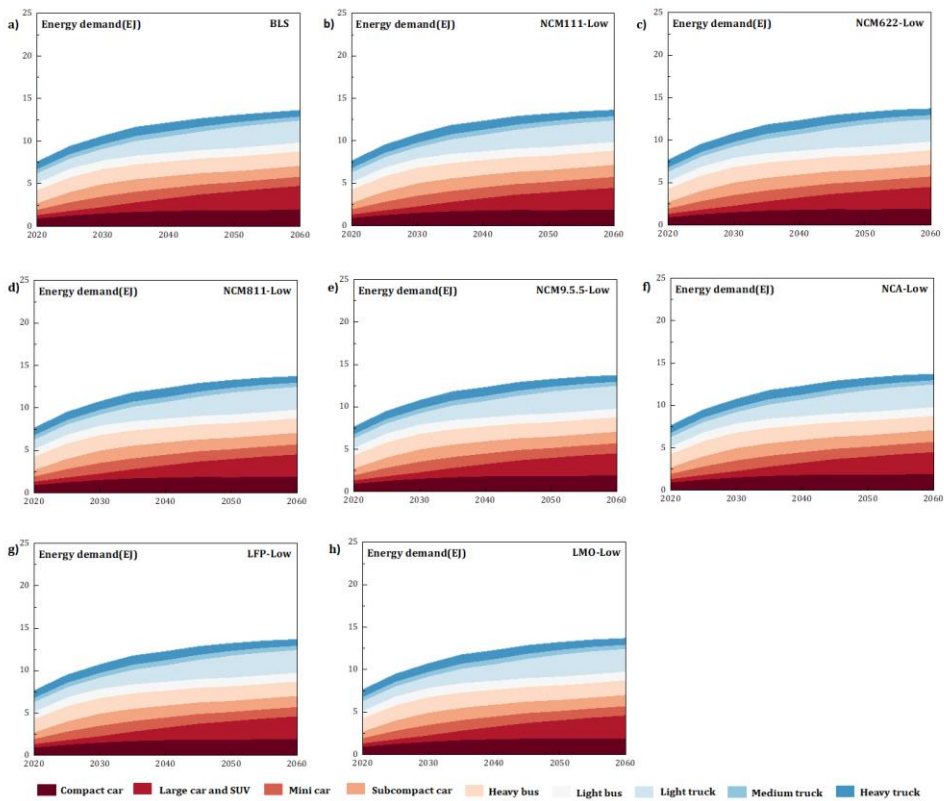 a) Energy demand(EJ) BLS
25
20
15
10
5
0
2020 2030 2040 2050 2060
b) Energy demand(EJ) NCM111-Low
25
20
15
10
5
0
2020 2030 2040 2050 2060
c) Energy demand(EJ) NCM622-Low
25
20
15
10
5
0
2020 2030 2040 2050 2060
d) Energy demand(EJ) NCM811-Low
25
20
15
10
5
0
2020 2030 2040 2050 2060
e) Energy demand(EJ) NCM9.5.5-Low
25
20
15
10
5
0
2020 2030 2040 2050 2060
f) Energy demand(EJ) NCA-Low
25
20
15
10
5
0
2020 2030 2040 2050 2060
g) Energy demand(EJ) LFP-Low
25
20
15
10
5
0
2020 2030 2040 2050 2060
h) Energy demand(EJ) LMO-Low
25
20
15
10
5
0
2020 2030 2040 2050 2060
Compact car Large car and SUV Mini car Subcompact car Heavy bus Light bus Light truck Medium truck Heavy truck